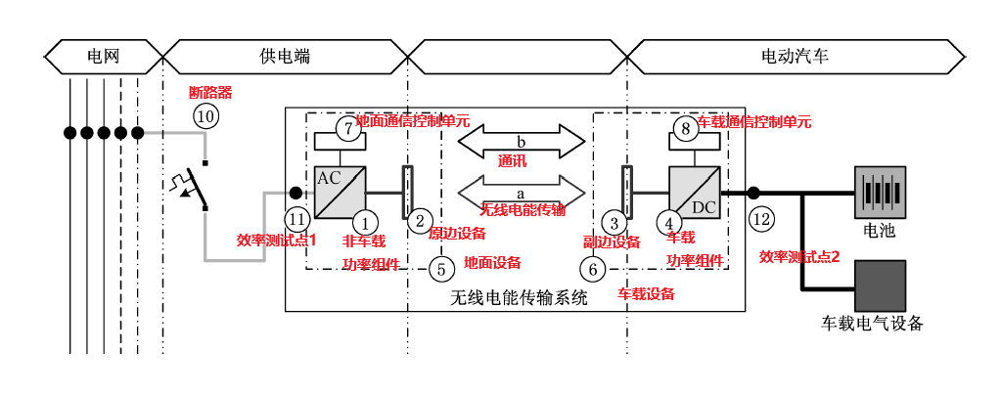 电网
供电端
电动汽车
断路器
10
7
地面通信控制单元
8
车载通信控制单元
b
通讯
AC
a
无线电能传输
DC
11
效率测试点1
1
非车载
功率组件
2
原边设备
3
副边设备
4
车载
功率组件
12
效率测试点2
电池
5
地面设备
6
车载设备
无线电能传输系统
车载电气设备